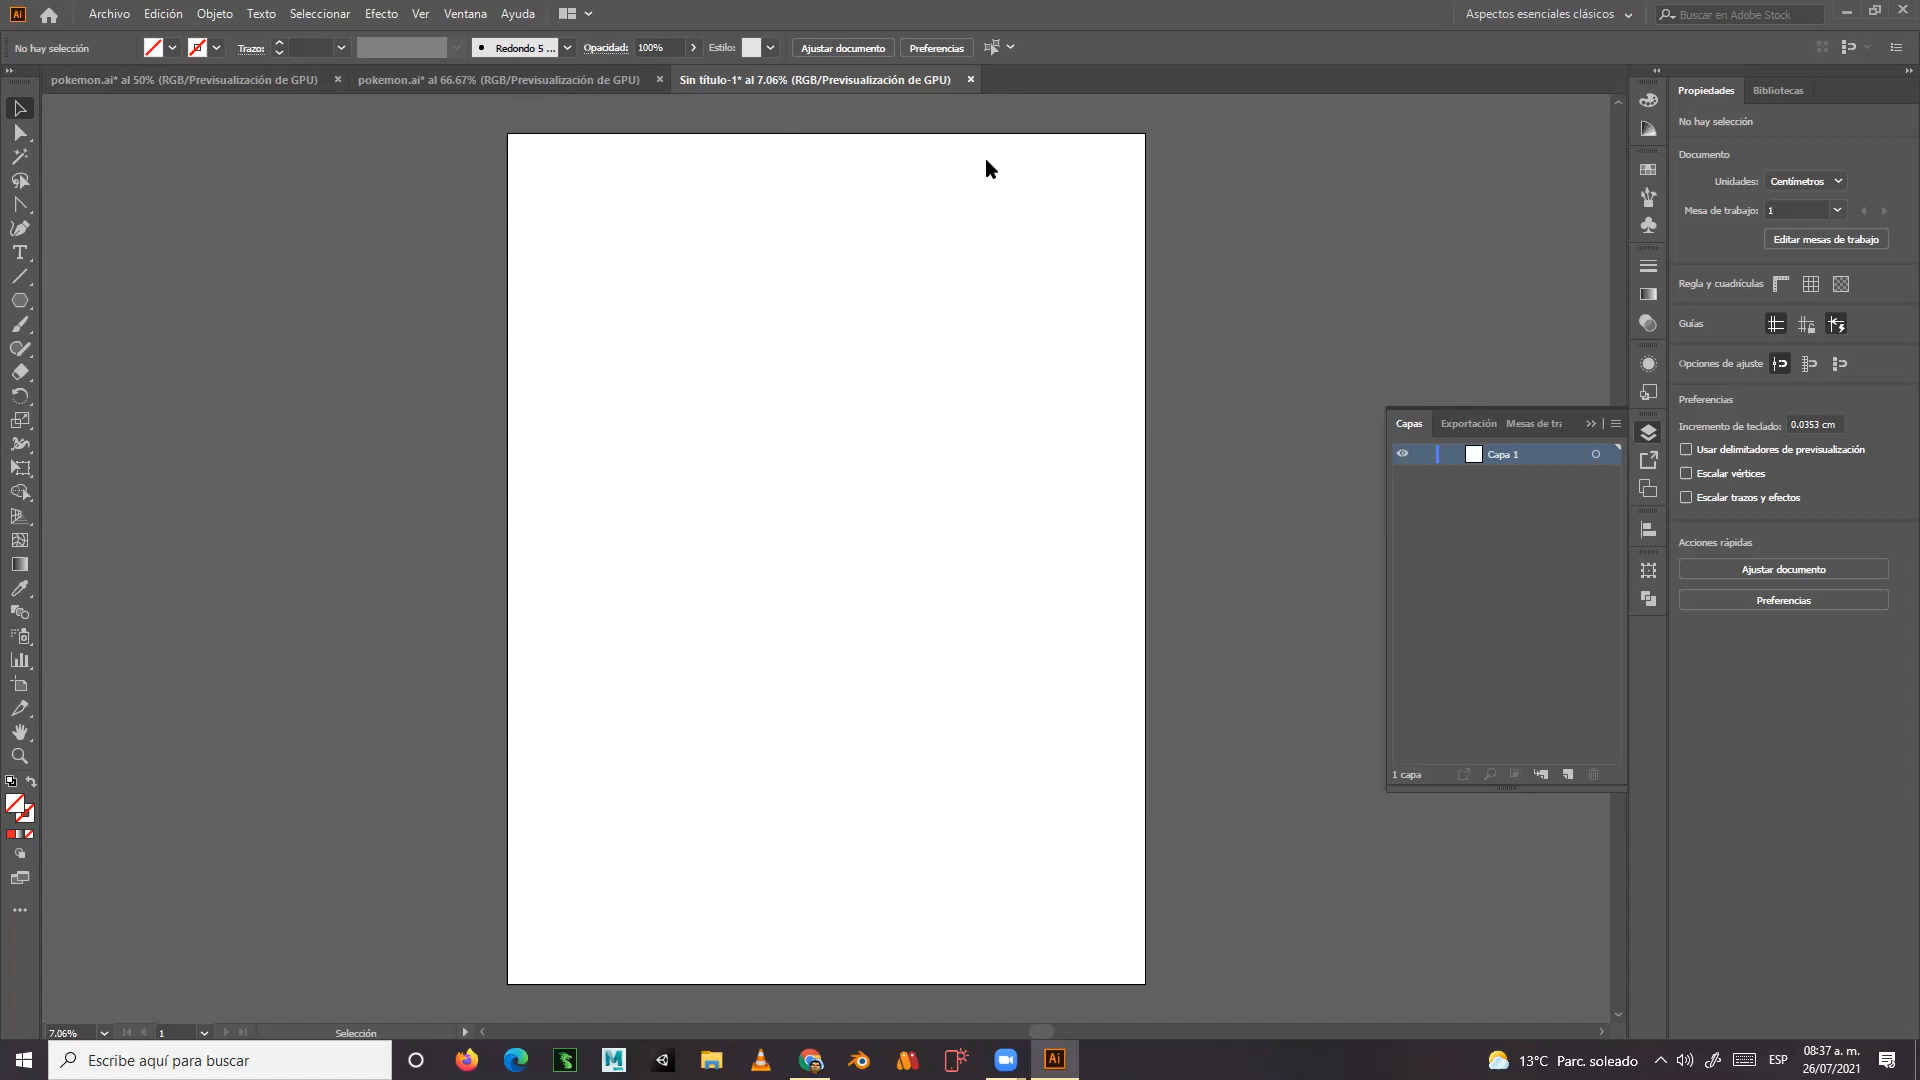 Ai Archivo Edición Objeto Texto Seleccionar Efecto Ver Ventana Ayuda Aspectos esenciales clásicos Buscar en Adobe Stock
No hay selección Trazo: Redondo 5 ... Opacidad: 100% Estilo: Ajustar documento Preferencias
pokemon.ai* al 50% (RGB/Previsualización de GPU) × pokemon.ai* al 66.67% (RGB/Previsualización de GPU) × Sin título-1* al 7.06% (RGB/Previsualización de GPU) ×
Propiedades Bibliotecas
No hay selección
Documento
Unidades: Centímetros
Mesa de trabajo: 1
Editar mesas de trabajo
Regla y cuadrículas
Guías
Opciones de ajuste
Preferencias
Incremento de teclado: 0.0353 cm
Usar delimitadores de previsualización
Escalar vértices
Escalar trazos y efectos
Acciones rápidas
Ajustar documento
Preferencias
Capas Exportación Mesas de tra
Capa 1
1 capa
7.06% 1 Selección
Escribe aquí para buscar
Ai
13°C Parc. soleado ESP
08:37 a. m.
26/07/2021